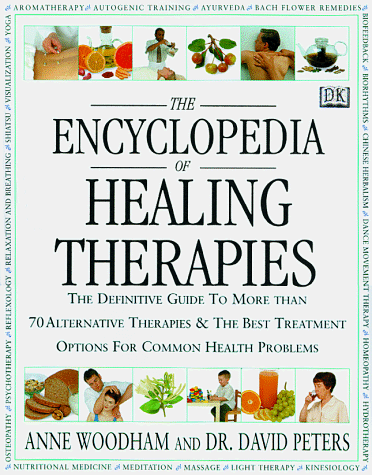 AROMATHERAPY AUTOGENIC TRAINING AYURVEDA BACH FLOWER REMEDIES
BIOFEEDBACK BIORHYTHMS CHINESE HERBALISM DANCE MOVEMENT THERAPY HOMEOPATHY HYDROTHERAPY
DK
THE
ENCYCLOPEDIA
OF
HEALING
THERAPIES
THE DEFINITIVE GUIDE TO MORE THAN
70 ALTERNATIVE THERAPIES & THE BEST TREATMENT
OPTIONS FOR COMMON HEALTH PROBLEMS
ANNE WOODHAM AND DR. DAVID PETERS
NUTRITIONAL MEDICINE MEDITATION MASSAGE LIGHT THERAPY KINESIOLOGY
OSTEOPATHY PSYCHOTHERAPY REFLEXOLOGY RELAXATION AND BREATHING SHIATSU VISUALIZATION YOGA